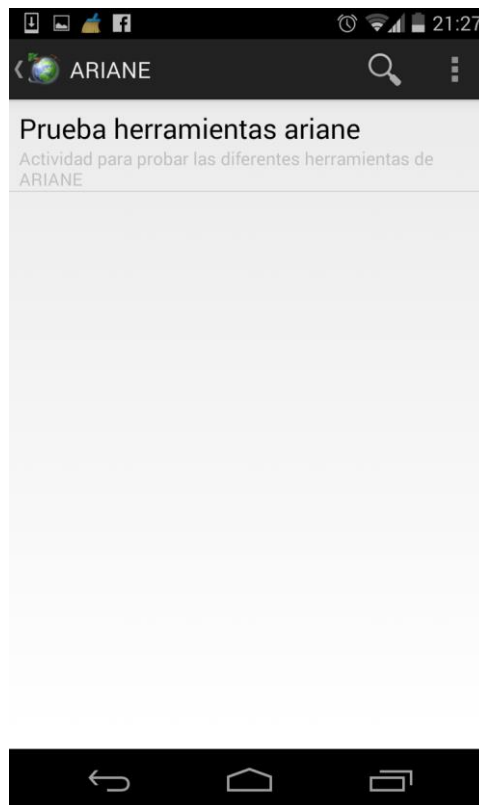 21:27
ARIANE
Prueba herramientas ariane
Actividad para probar las diferentes herramientas de
ARIANE